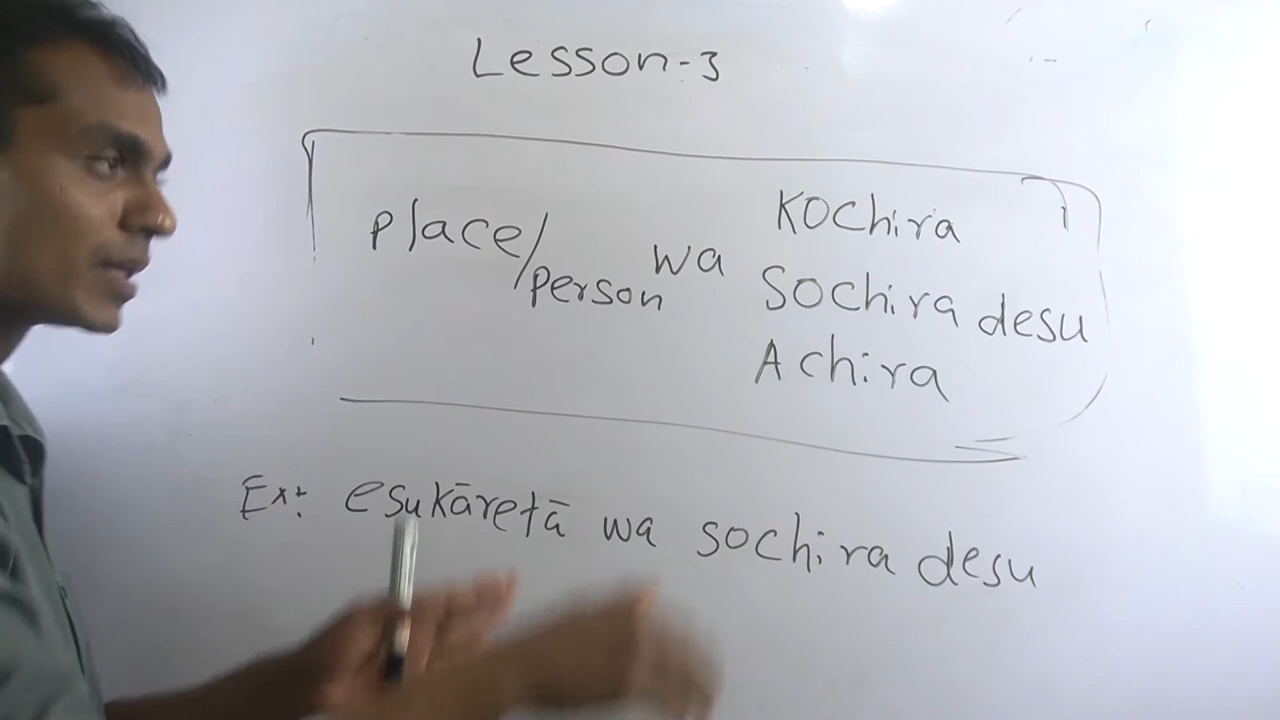 Lesson-3
place/person wa Kochira
Sochira desu
Achira
Ex: esukāretā wa sochira desu